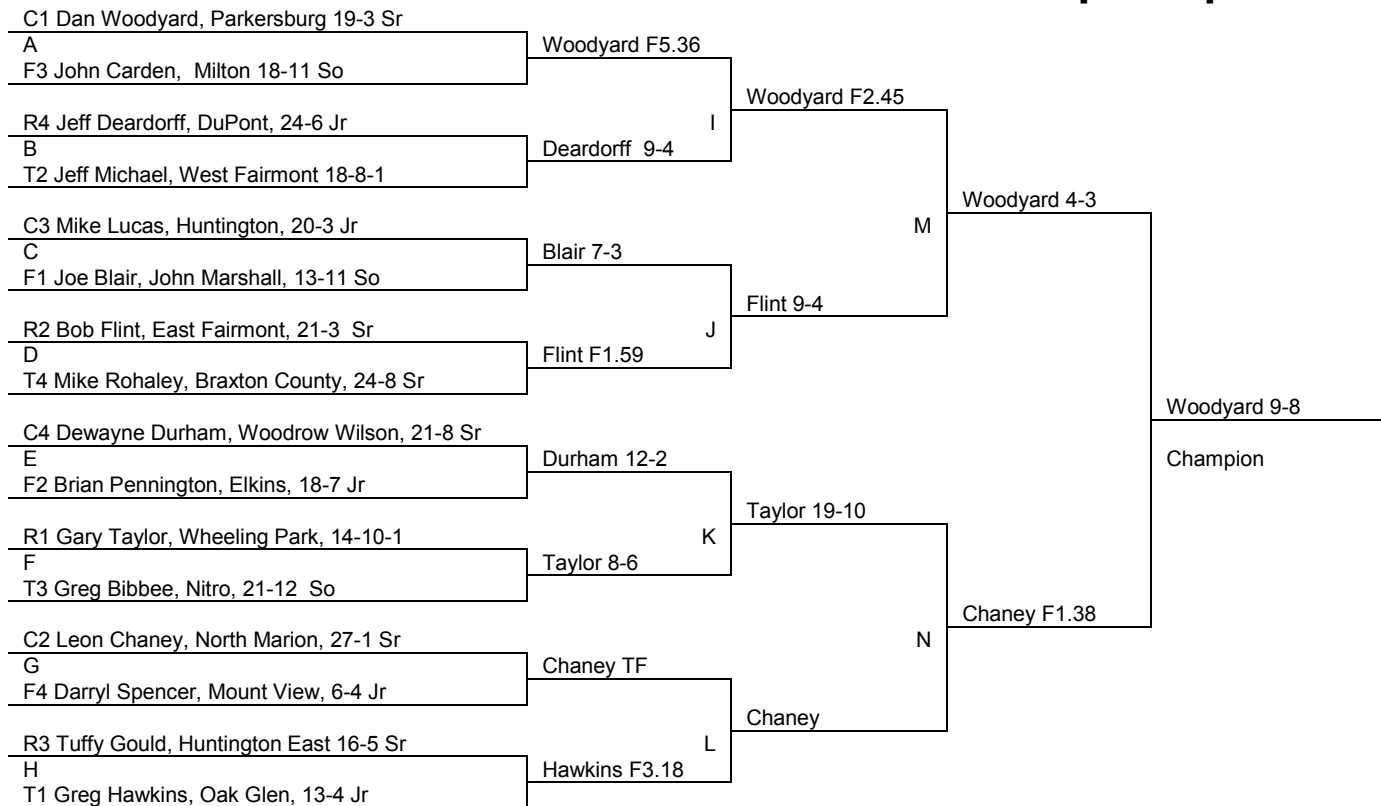 C1 Dan Woodyard, Parkersburg 19-3 Sr
A
F3 John Carden, Milton 18-11 So
Woodyard F5.36
R4 Jeff Deardorff, DuPont, 24-6 Jr
B
T2 Jeff Michael, West Fairmont 18-8-1
Deardorff 9-4
I
Woodyard F2.45
C3 Mike Lucas, Huntington, 20-3 Jr
C
F1 Joe Blair, John Marshall, 13-11 So
Blair 7-3
R2 Bob Flint, East Fairmont, 21-3 Sr
D
T4 Mike Rohaley, Braxton County, 24-8 Sr
Flint F1.59
J
Flint 9-4
M
Woodyard 4-3
C4 Dewayne Durham, Woodrow Wilson, 21-8 Sr
E
F2 Brian Pennington, Elkins, 18-7 Jr
Durham 12-2
R1 Gary Taylor, Wheeling Park, 14-10-1
F
T3 Greg Bibbee, Nitro, 21-12 So
Taylor 8-6
K
Taylor 19-10
C2 Leon Chaney, North Marion, 27-1 Sr
G
F4 Darryl Spencer, Mount View, 6-4 Jr
Chaney TF
R3 Tuffy Gould, Huntington East 16-5 Sr
H
T1 Greg Hawkins, Oak Glen, 13-4 Jr
Hawkins F3.18
L
Chaney
N
Chaney F1.38
Woodyard 9-8
Champion